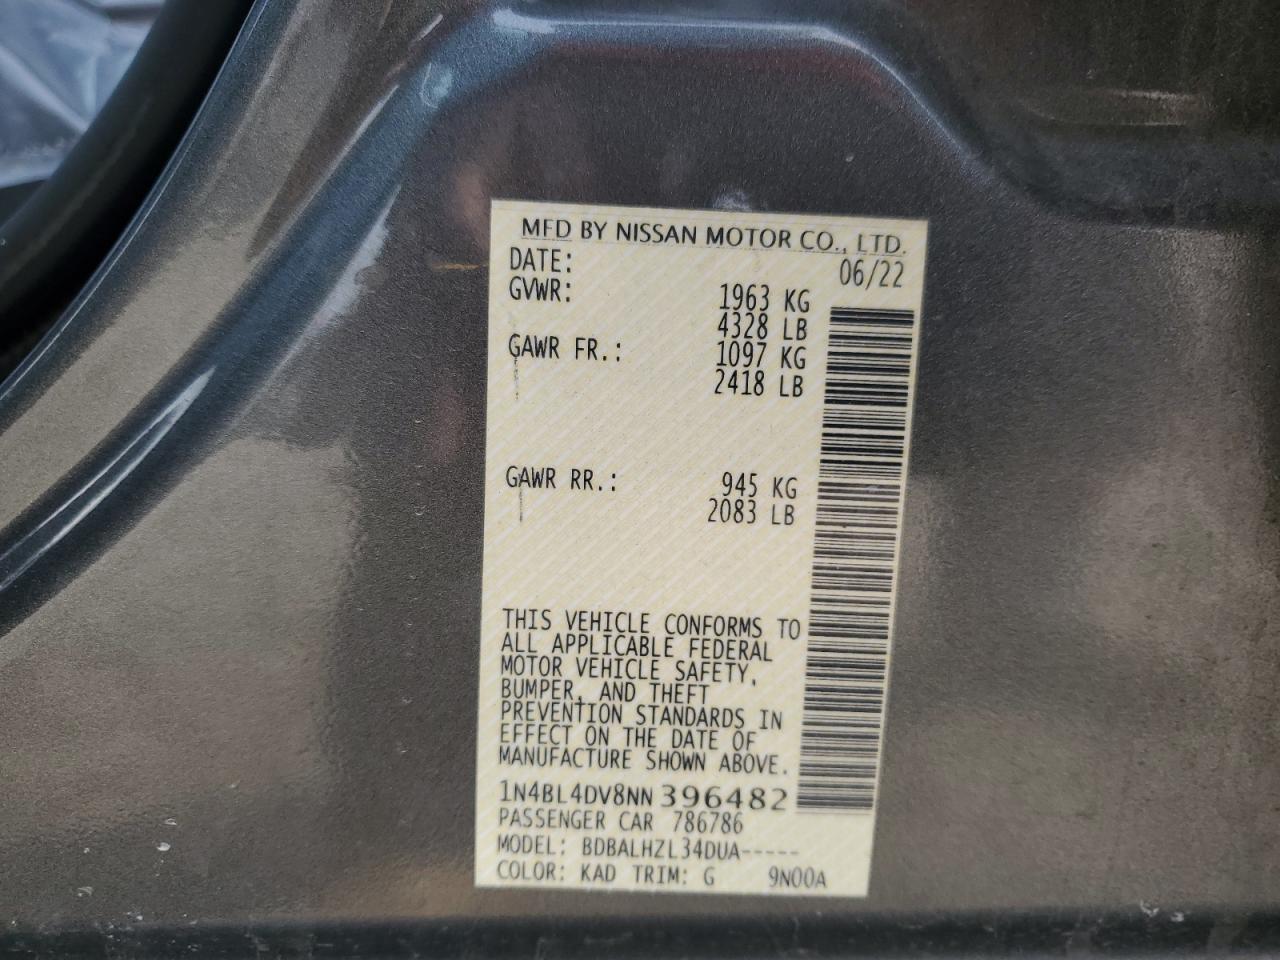 MFD BY NISSAN MOTOR CO., LTD.
DATE: 06/22
GVWR: 1963 KG
4328 LB
GAWR FR.: 1097 KG
2418 LB
GAWR RR.: 945 KG
2083 LB
THIS VEHICLE CONFORMS TO
ALL APPLICABLE FEDERAL
MOTOR VEHICLE SAFETY,
BUMPER, AND THEFT
PREVENTION STANDARDS IN
EFFECT ON THE DATE OF
MANUFACTURE SHOWN ABOVE.
1N4BL4DV8NN396482
PASSENGER CAR 786786
MODEL: BDBALHZL34DUA-----
COLOR: KAD TRIM: G 9N00A